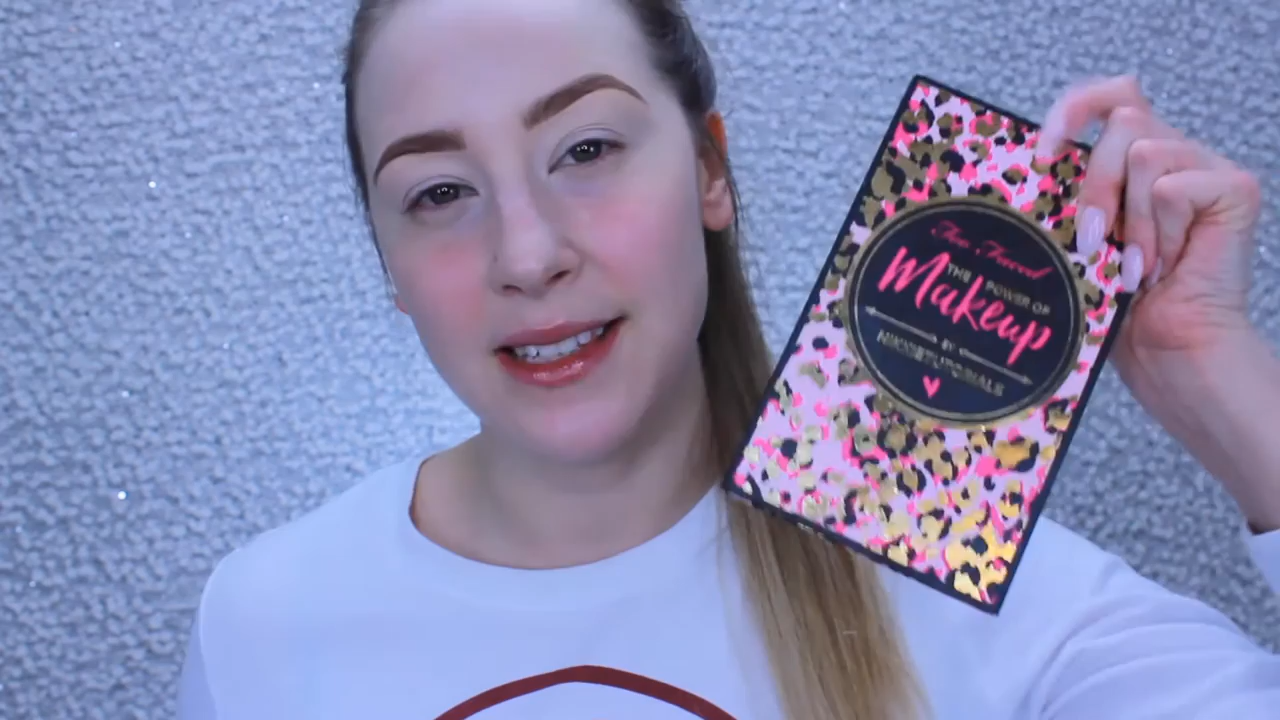 Too Faced
THE POWER OF
Makeup
BY
NIKKIETUTORIALS